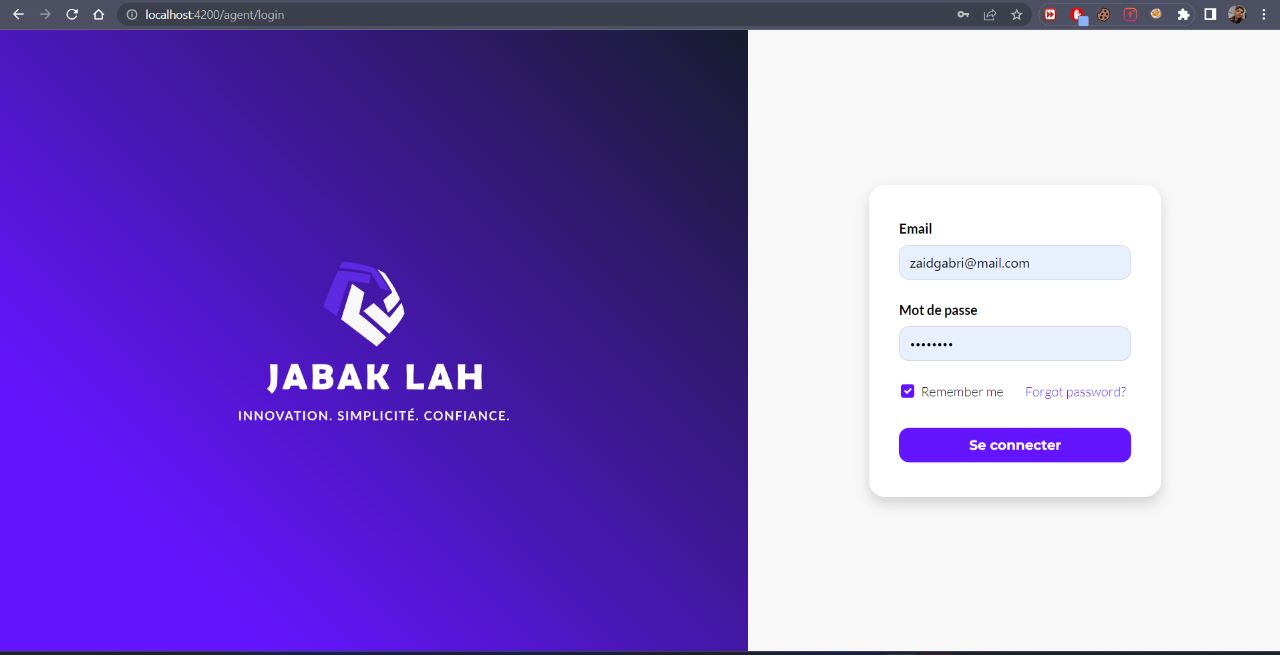 localhost:4200/agent/login
JABAK LAH
INNOVATION. SIMPLICITÉ. CONFIANCE.
Email
zaidgabri@mail.com
Mot de passe
••••••••
Remember me Forgot password?
Se connecter